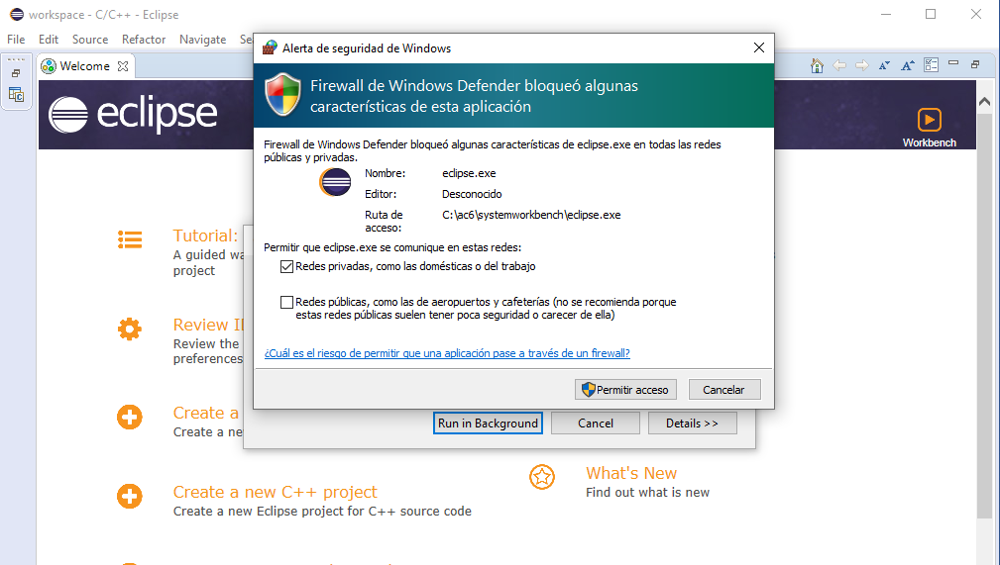 workspace - C/C++ - Eclipse
File Edit Source Refactor Navigate
Welcome
eclipse
Workbench
Alerta de seguridad de Windows
Firewall de Windows Defender bloqueó algunas
características de esta aplicación
Firewall de Windows Defender bloqueó algunas características de eclipse.exe en todas las redes
públicas y privadas.
Nombre: eclipse.exe
Editor: Desconocido
Ruta de acceso: C:\ac6\systemworkbench\eclipse.exe
Permitir que eclipse.exe se comunique en estas redes:
Redes privadas, como las domésticas o del trabajo
Redes públicas, como las de aeropuertos y cafeterías (no se recomienda porque
estas redes públicas suelen tener poca seguridad o carecer de ella)
¿Cuál es el riesgo de permitir que una aplicación pase a través de un firewall?
Permitir acceso Cancelar
Run in Background Cancel Details >>
Tutorial:
A guided
project
Review
Review the
preferences
Create a
Create a
Create a new C++ project
Create a new Eclipse project for C++ source code
What's New
Find out what is new